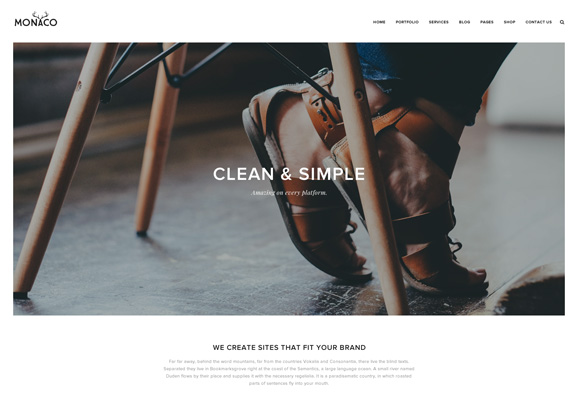 MONACO
HOME PORTFOLIO SERVICES BLOG PAGES SHOP CONTACT US
CLEAN & SIMPLE
Amazing on every platform.
WE CREATE SITES THAT FIT YOUR BRAND
Far far away, behind the word mountains, far from the countries Vokalia and Consonantia, there live the blind texts.
Separated they live in Bookmarksgrove right at the coast of the Semantics, a large language ocean. A small river named
Duden flows by their place and supplies it with the necessary regelialia. It is a paradisematic country, in which roasted
parts of sentences fly into your mouth.